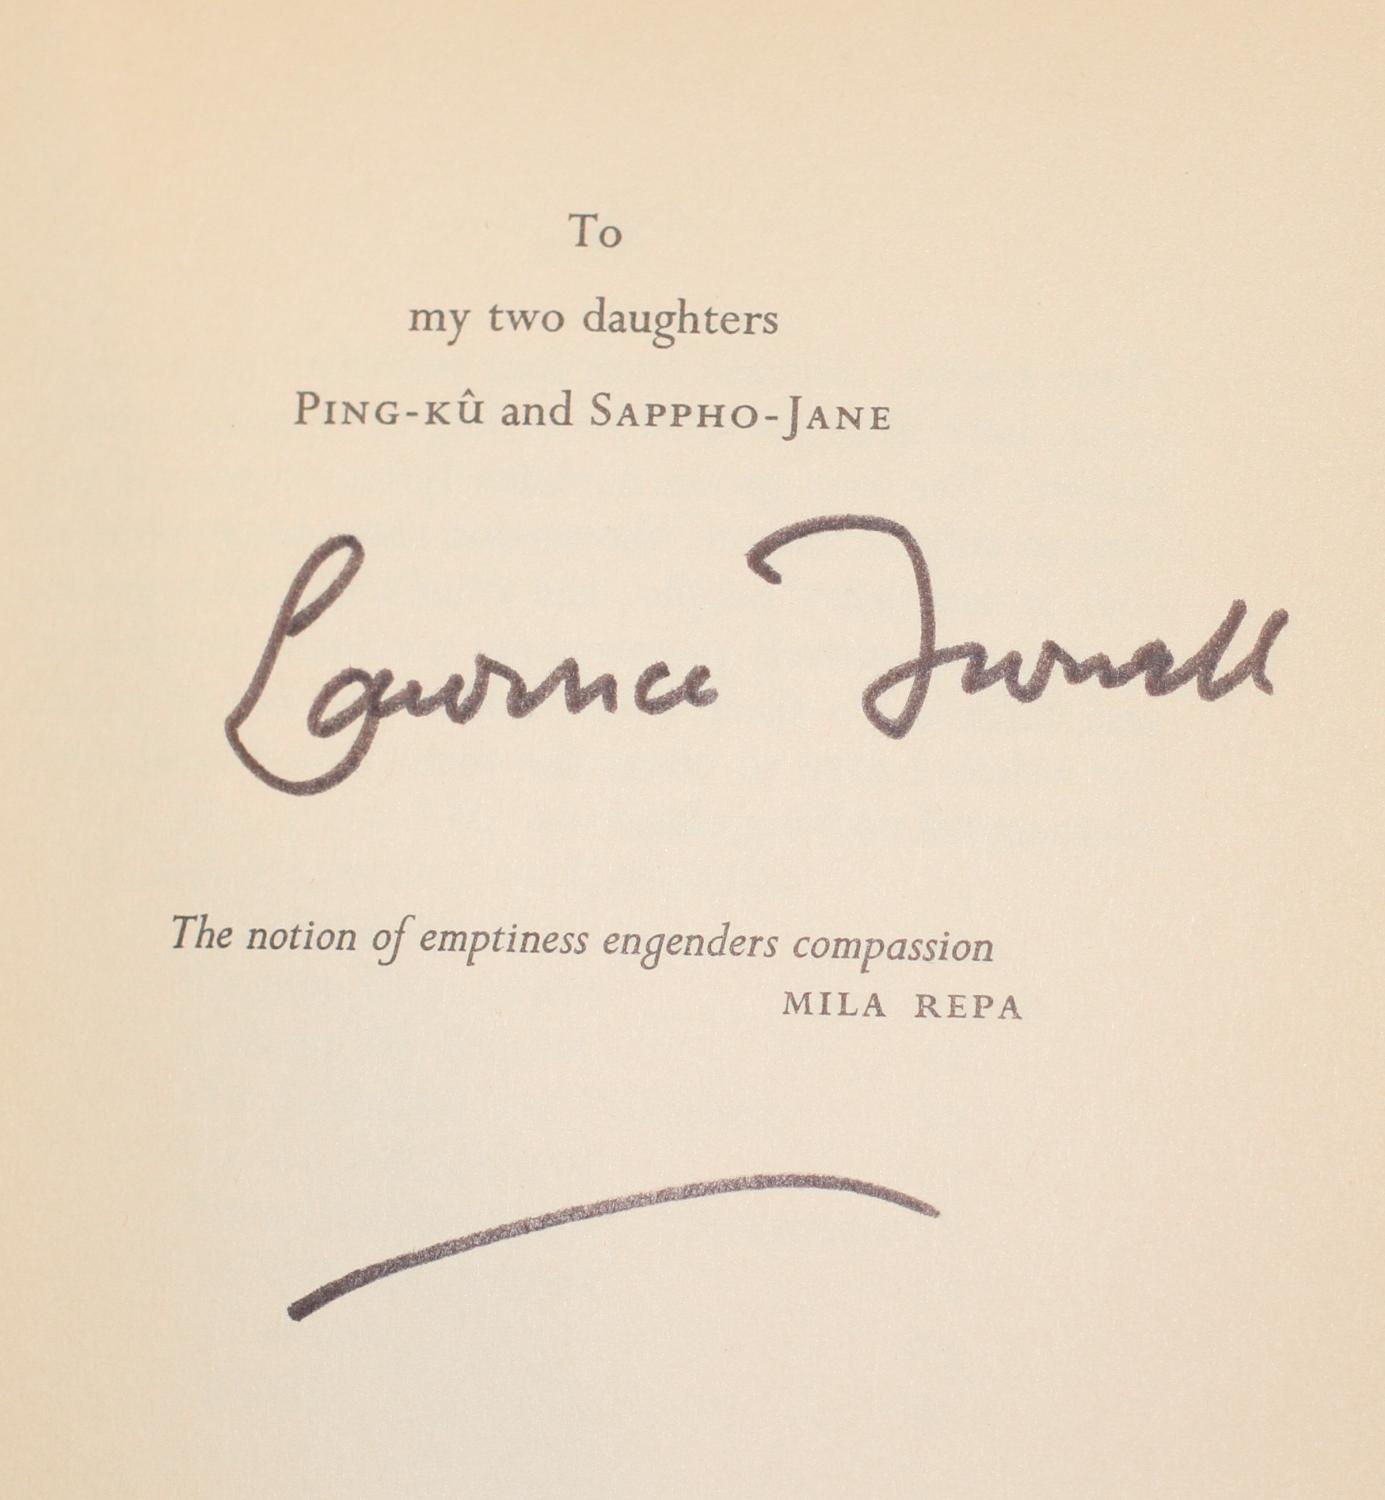 To
my two daughters
PING-KÛ and SAPPHO-JANE
Lawrence Durrell
The notion of emptiness engenders compassion
MILA REPA